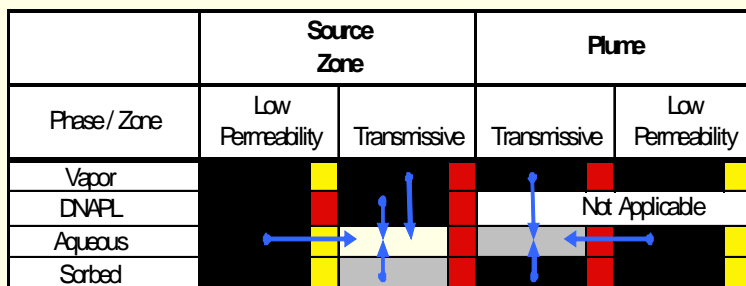 Source
Zone
Plume
Phase / Zone
Low
Permeability
Transmissive
Transmissive
Low
Permeability
Vapor
DNAPL
Not Applicable
Aqueous
Sorbed